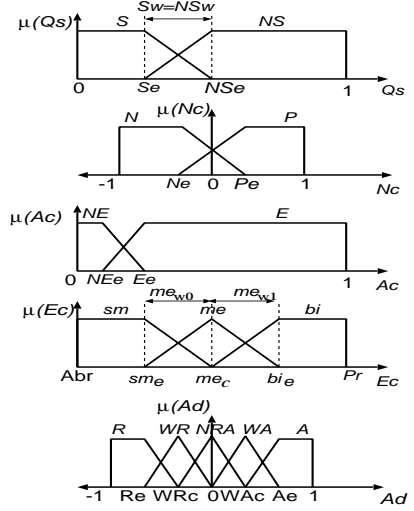 μ(Qs) S Sw=NSw NS
0 Se NSe 1 Qs
N μ(Nc) P
-1 Ne 0 Pe 1 Nc
μ(Ac) NE E
0 NEe Ee 1 Ac
μ(Ec) sm me_w0 me me_w1 bi
Abr sm_e me_c bi_e Pr Ec
μ(Ad)
R WR NRA WA A
-1 Re WRc 0 WAc Ae 1 Ad